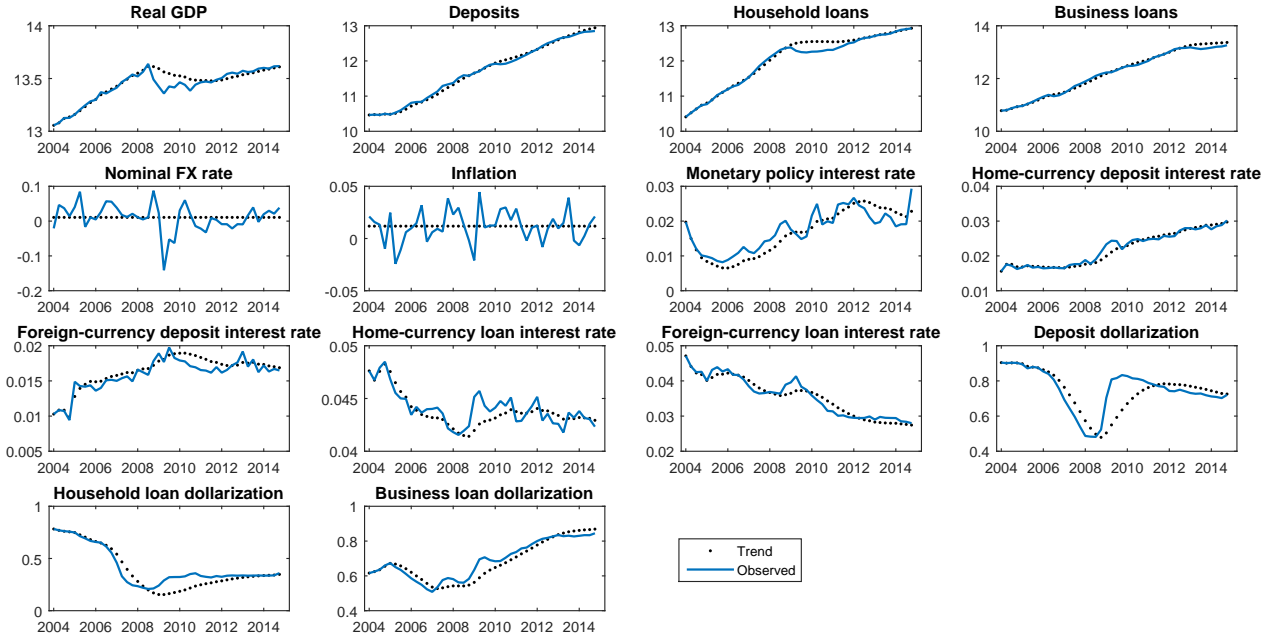 Real GDP
14
13.5
13
2004 2006 2008 2010 2012 2014
Deposits
13
12
11
10
2004 2006 2008 2010 2012 2014
Household loans
13
12
11
10
2004 2006 2008 2010 2012 2014
Business loans
14
12
10
2004 2006 2008 2010 2012 2014
Nominal FX rate
0.1
0
-0.1
-0.2
2004 2006 2008 2010 2012 2014
Inflation
0.05
0
-0.05
2004 2006 2008 2010 2012 2014
Monetary policy interest rate
0.03
0.02
0.01
0
2004 2006 2008 2010 2012 2014
Home-currency deposit interest rate
0.04
0.03
0.02
0.01
2004 2006 2008 2010 2012 2014
Foreign-currency deposit interest rate
0.02
0.015
0.01
0.005
2004 2006 2008 2010 2012 2014
Home-currency loan interest rate
0.05
0.045
0.04
2004 2006 2008 2010 2012 2014
Foreign-currency loan interest rate
0.05
0.04
0.03
0.02
2004 2006 2008 2010 2012 2014
Deposit dollarization
1
0.8
0.6
0.4
2004 2006 2008 2010 2012 2014
Household loan dollarization
1
0.5
0
2004 2006 2008 2010 2012 2014
Business loan dollarization
1
0.8
0.6
0.4
2004 2006 2008 2010 2012 2014
Trend
Observed